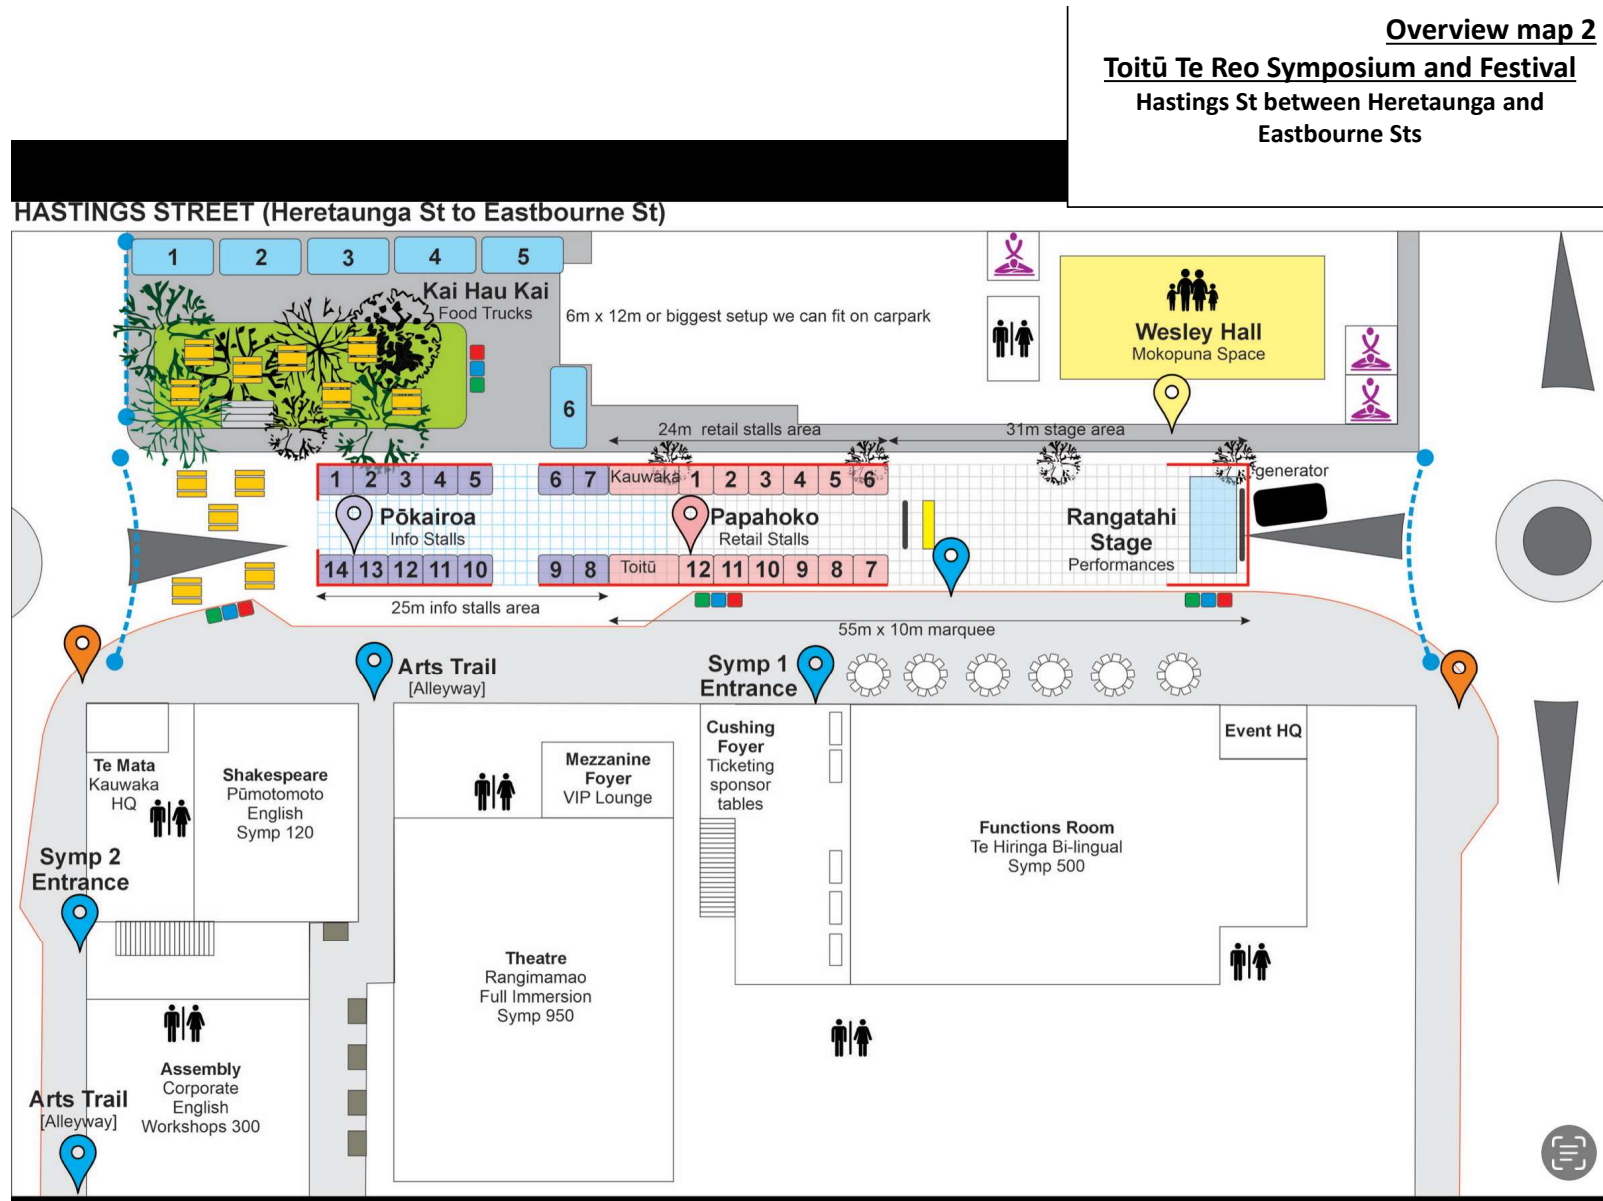 Overview map 2
Toitū Te Reo Symposium and Festival
Hastings St between Heretaunga and
Eastbourne Sts
HASTINGS STREET (Heretaunga St to Eastbourne St)
1 2 3 4 5
Kai Hau Kai
Food Trucks
6m x 12m or biggest setup we can fit on carpark
6
Wesley Hall
Mokopuna Space
24m retail stalls area
31m stage area
generator
1 2 3 4 5 6 7 Kauwaka 1 2 3 4 5 6
Pōkairoa
Info Stalls
Papahoko
Retail Stalls
Rangatahi
Stage
Performances
14 13 12 11 10 9 8 Toitū 12 11 10 9 8 7
25m info stalls area
55m x 10m marquee
Arts Trail
[Alleyway]
Symp 1
Entrance
Te Mata
Kauwaka
HQ
Shakespeare
Pūmotomoto
English
Symp 120
Mezzanine
Foyer
VIP Lounge
Cushing
Foyer
Ticketing
sponsor
tables
Event HQ
Functions Room
Te Hiringa Bi-lingual
Symp 500
Symp 2
Entrance
Theatre
Rangimamao
Full Immersion
Symp 950
Assembly
Corporate
English
Workshops 300
Arts Trail
[Alleyway]